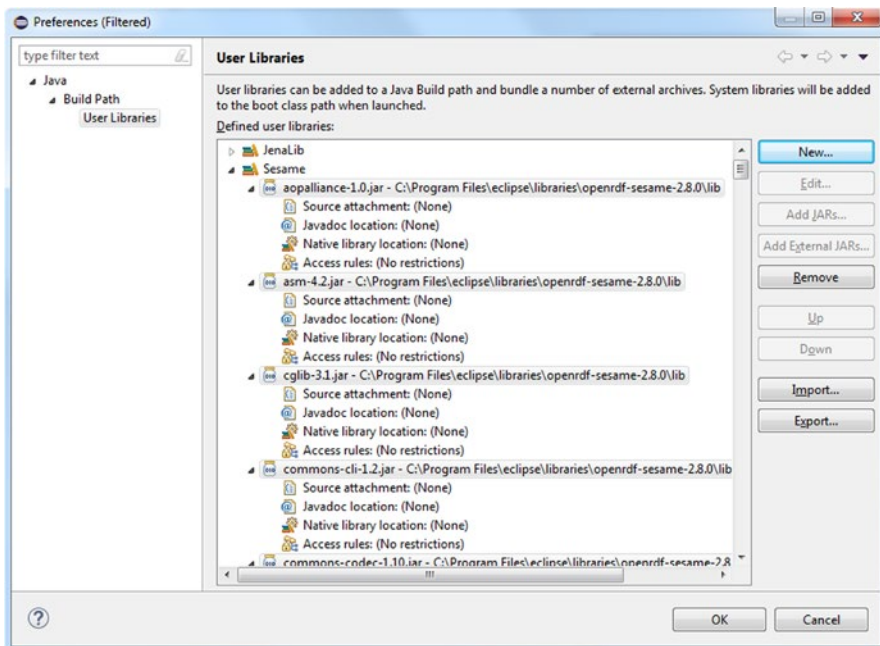 Preferences (Filtered)
type filter text
Java
Build Path
User Libraries
User Libraries
User libraries can be added to a Java Build path and bundle a number of external archives. System libraries will be added
to the boot class path when launched.
Defined user libraries:
JenaLib
Sesame
aopalliance-1.0.jar - C:\Program Files\eclipse\libraries\openrdf-sesame-2.8.0\lib
Source attachment: (None)
Javadoc location: (None)
Native library location: (None)
Access rules: (No restrictions)
asm-4.2.jar - C:\Program Files\eclipse\libraries\openrdf-sesame-2.8.0\lib
Source attachment: (None)
Javadoc location: (None)
Native library location: (None)
Access rules: (No restrictions)
cglib-3.1.jar - C:\Program Files\eclipse\libraries\openrdf-sesame-2.8.0\lib
Source attachment: (None)
Javadoc location: (None)
Native library location: (None)
Access rules: (No restrictions)
commons-cli-1.2.jar - C:\Program Files\eclipse\libraries\openrdf-sesame-2.8.0\lib
Source attachment: (None)
Javadoc location: (None)
Native library location: (None)
Access rules: (No restrictions)
commons-codec-1.10.jar - C:\Program Files\eclipse\libraries\openrdf-sesame-2.8
New...
Edit...
Add JARs...
Add External JARs...
Remove
Up
Down
Import...
Export...
OK
Cancel